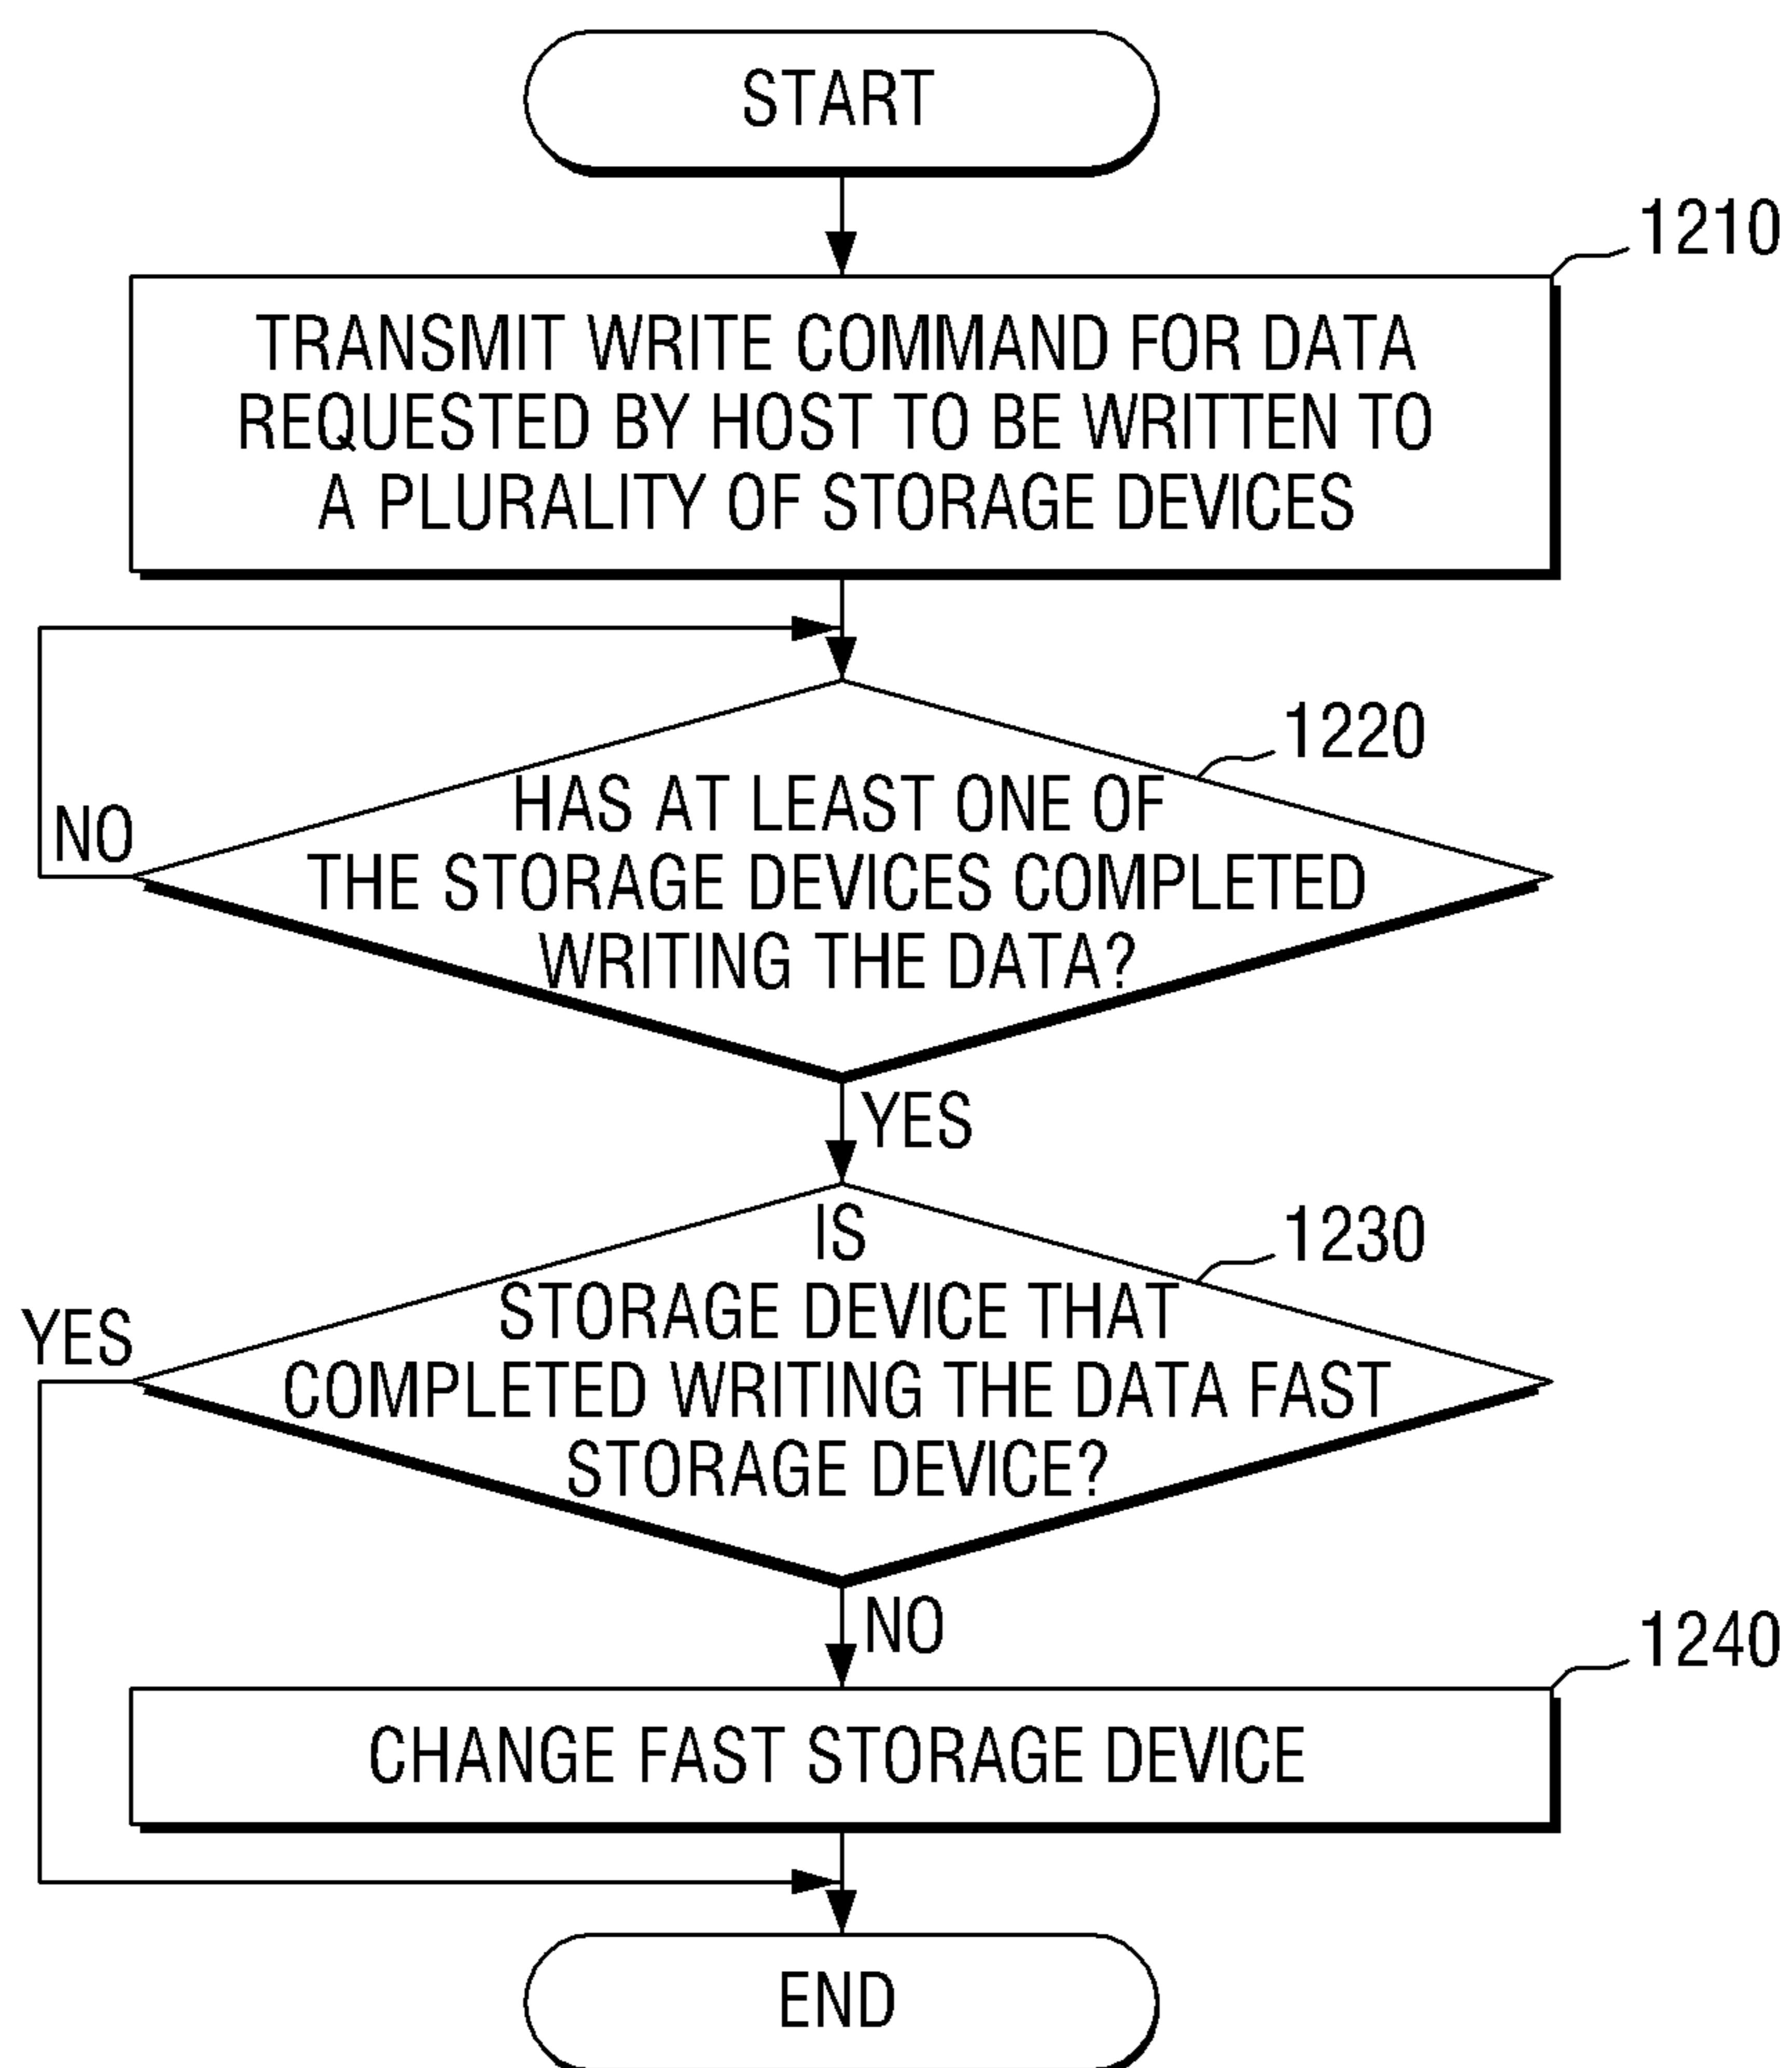 START
1210
TRANSMIT WRITE COMMAND FOR DATA
REQUESTED BY HOST TO BE WRITTEN TO
A PLURALITY OF STORAGE DEVICES
1220
HAS AT LEAST ONE OF
THE STORAGE DEVICES COMPLETED
WRITING THE DATA?
NO
YES
1230
IS
STORAGE DEVICE THAT
COMPLETED WRITING THE DATA FAST
STORAGE DEVICE?
YES
NO
1240
CHANGE FAST STORAGE DEVICE
END